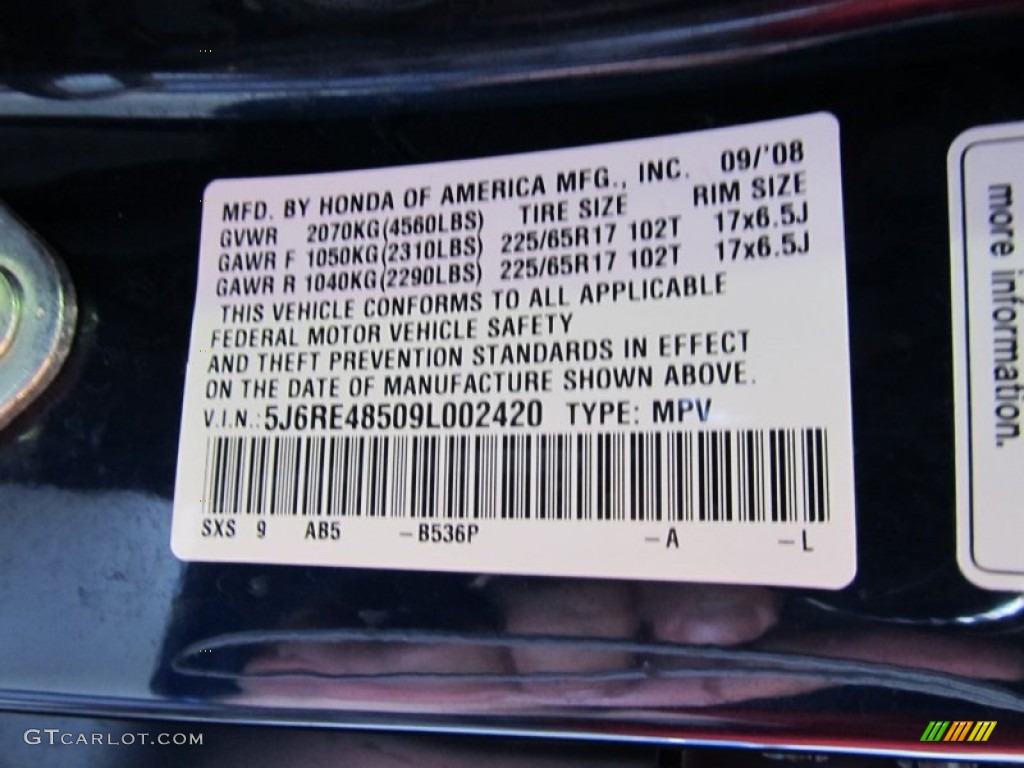 MFD. BY HONDA OF AMERICA MFG., INC. 09/'08
GVWR 2070KG(4560LBS) TIRE SIZE RIM SIZE
GAWR F 1050KG(2310LBS) 225/65R17 102T 17x6.5J
GAWR R 1040KG(2290LBS) 225/65R17 102T 17x6.5J
THIS VEHICLE CONFORMS TO ALL APPLICABLE
FEDERAL MOTOR VEHICLE SAFETY
AND THEFT PREVENTION STANDARDS IN EFFECT
ON THE DATE OF MANUFACTURE SHOWN ABOVE.
V.I.N.: 5J6RE48509L002420 TYPE: MPV
SXS 9 AB5 -B536P -A -L
more information.
GTCARLOT.COM